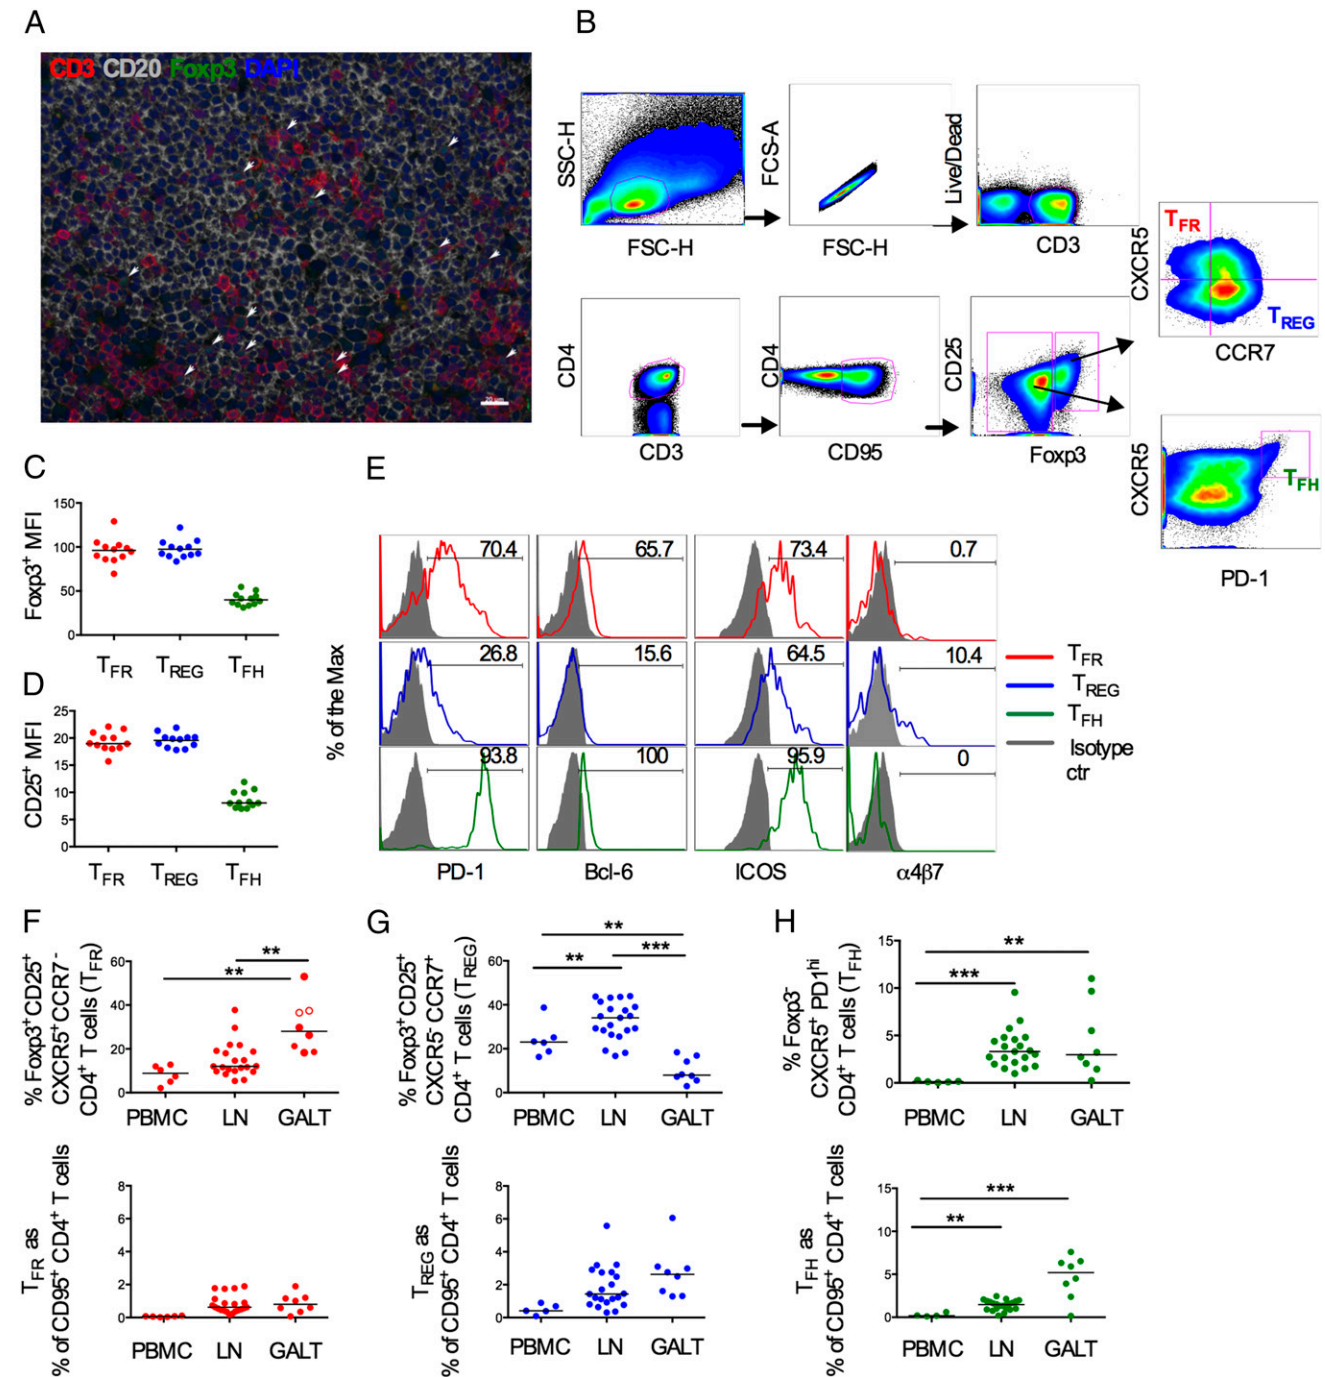 A
CD3 CD20 Foxp3 DAPI
20 µm
B
SSC-H
FSC-H
FCS-A
FSC-H
Live/Dead
CD3
CXCR5
TFR
TREG
CCR7
CD4
CD3
CD4
CD95
CD25
Foxp3
CXCR5
TFH
PD-1
C
Foxp3+ MFI
150
100
50
0
TFR TREG TFH
D
CD25+ MFI
25
20
15
10
5
0
TFR TREG TFH
E
% of the Max
70.4 65.7 73.4 0.7
26.8 15.6 64.5 10.4
93.8 100 95.9 0
PD-1 Bcl-6 ICOS α4β7
TFR
TREG
TFH
Isotype
ctr
F
% Foxp3+CD25+
CXCR5+CCR7-
CD4+ T cells (TFR)
60
40
20
0
**
**
PBMC LN GALT
TFR as
% of CD95+ CD4+ T cells
8
6
4
2
0
PBMC LN GALT
G
% Foxp3+CD25+
CXCR5- CCR7+
CD4+ T cells (TREG)
60
40
20
0
**
** ***
PBMC LN GALT
TREG as
% of CD95+ CD4+ T cells
8
6
4
2
0
PBMC LN GALT
H
% Foxp3-
CXCR5+ PD1hi
CD4+ T cells (TFH)
15
10
5
0
**
***
PBMC LN GALT
TFH as
% of CD95+ CD4+ T cells
15
10
5
0
***
**
PBMC LN GALT